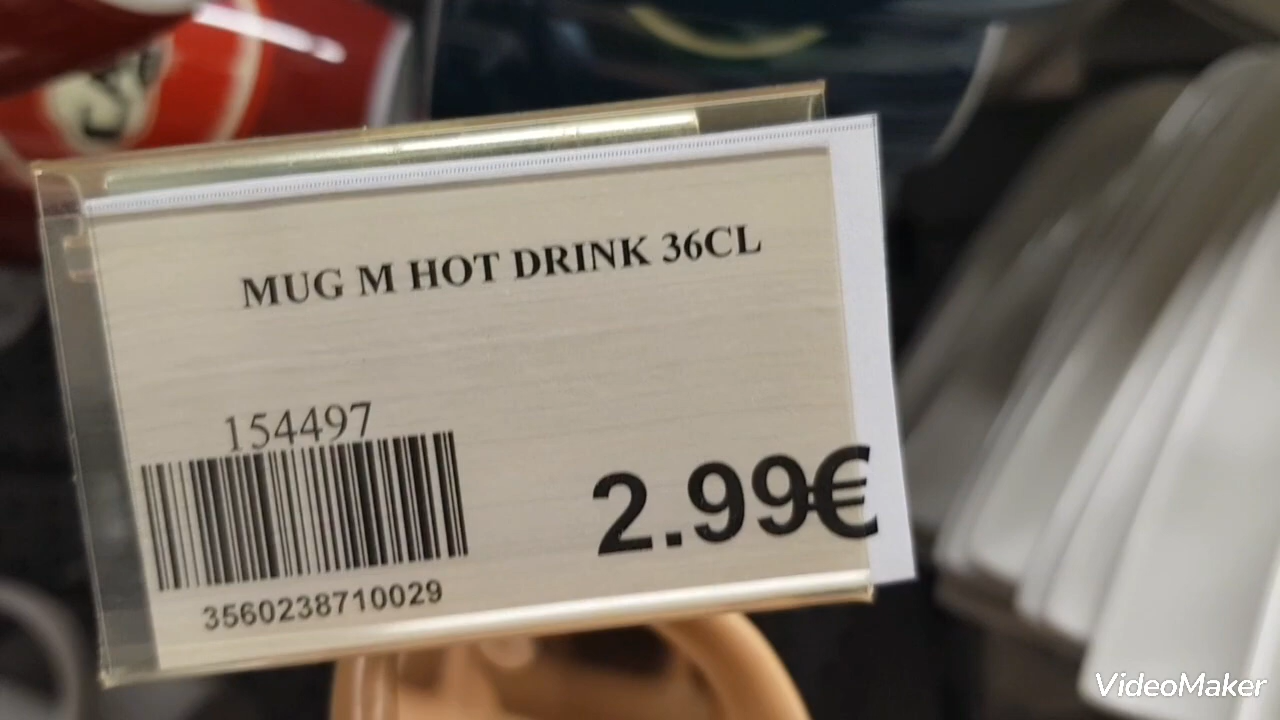 MUG M HOT DRINK 36CL
154497
2.99€
3560238710029
VideoMaker